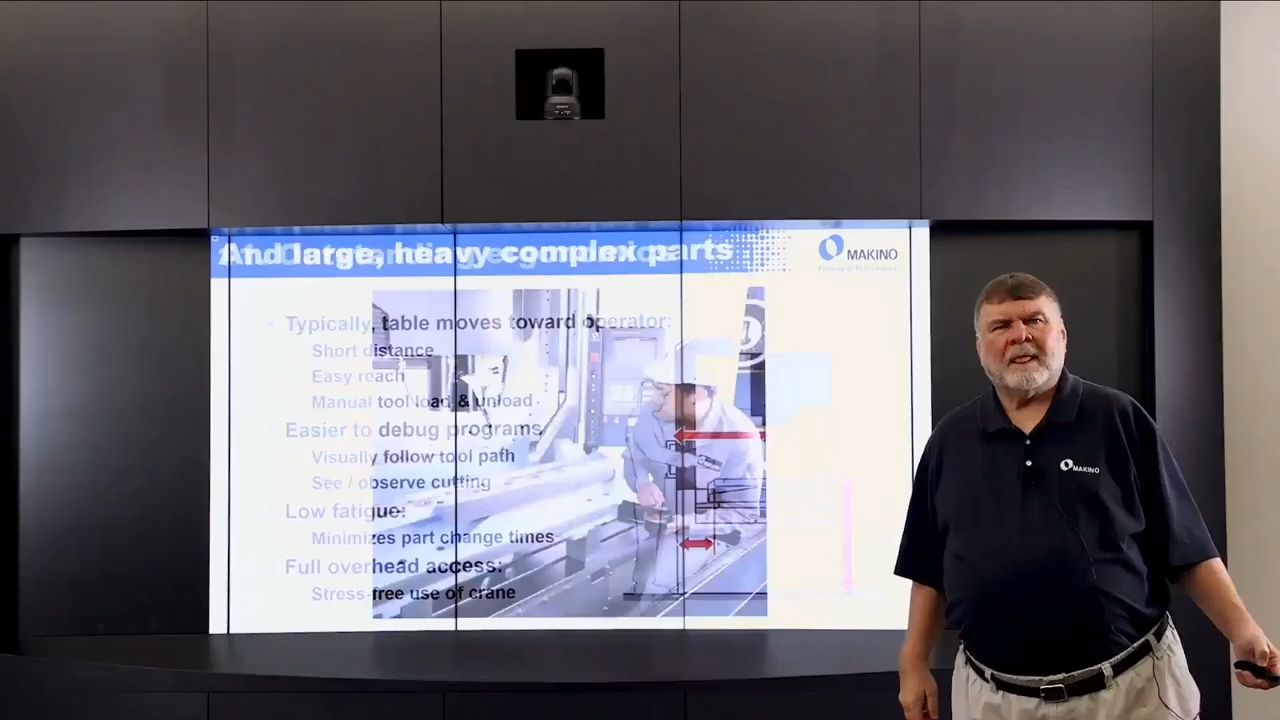 And large, heavy complex parts
MAKINO
Typically, table moves toward operator:
Short distance
Easy reach
Manual tool load & unload
Easier to debug programs
Visually follow tool path
See / observe cutting
Low fatigue:
Minimizes part change times
Full overhead access:
Stress-free use of crane
MAKINO